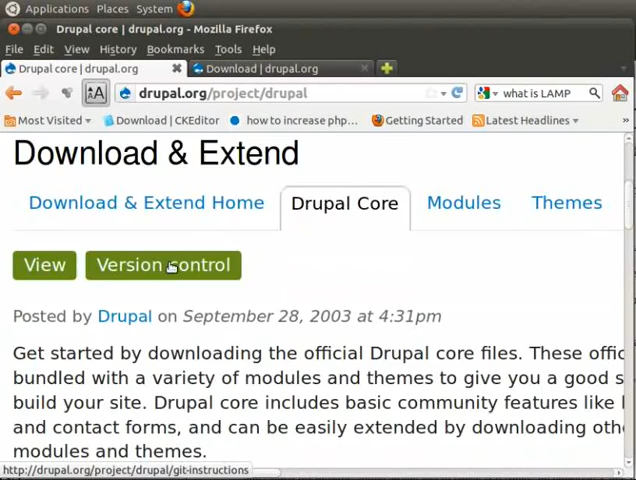 Applications Places System
Drupal core | drupal.org - Mozilla Firefox
File Edit View History Bookmarks Tools Help
Drupal core | drupal.org Download | drupal.org
AA drupal.org/project/drupal what is LAMP
Most Visited Download | CKEditor how to increase php... Getting Started Latest Headlines »
Download & Extend
Download & Extend Home Drupal Core Modules Themes
View Version control
Posted by Drupal on September 28, 2003 at 4:31pm
Get started by downloading the official Drupal core files. These offic
bundled with a variety of modules and themes to give you a good s
build your site. Drupal core includes basic community features like
and contact forms, and can be easily extended by downloading oth
modules and themes.
http://drupal.org/project/drupal/git-instructions